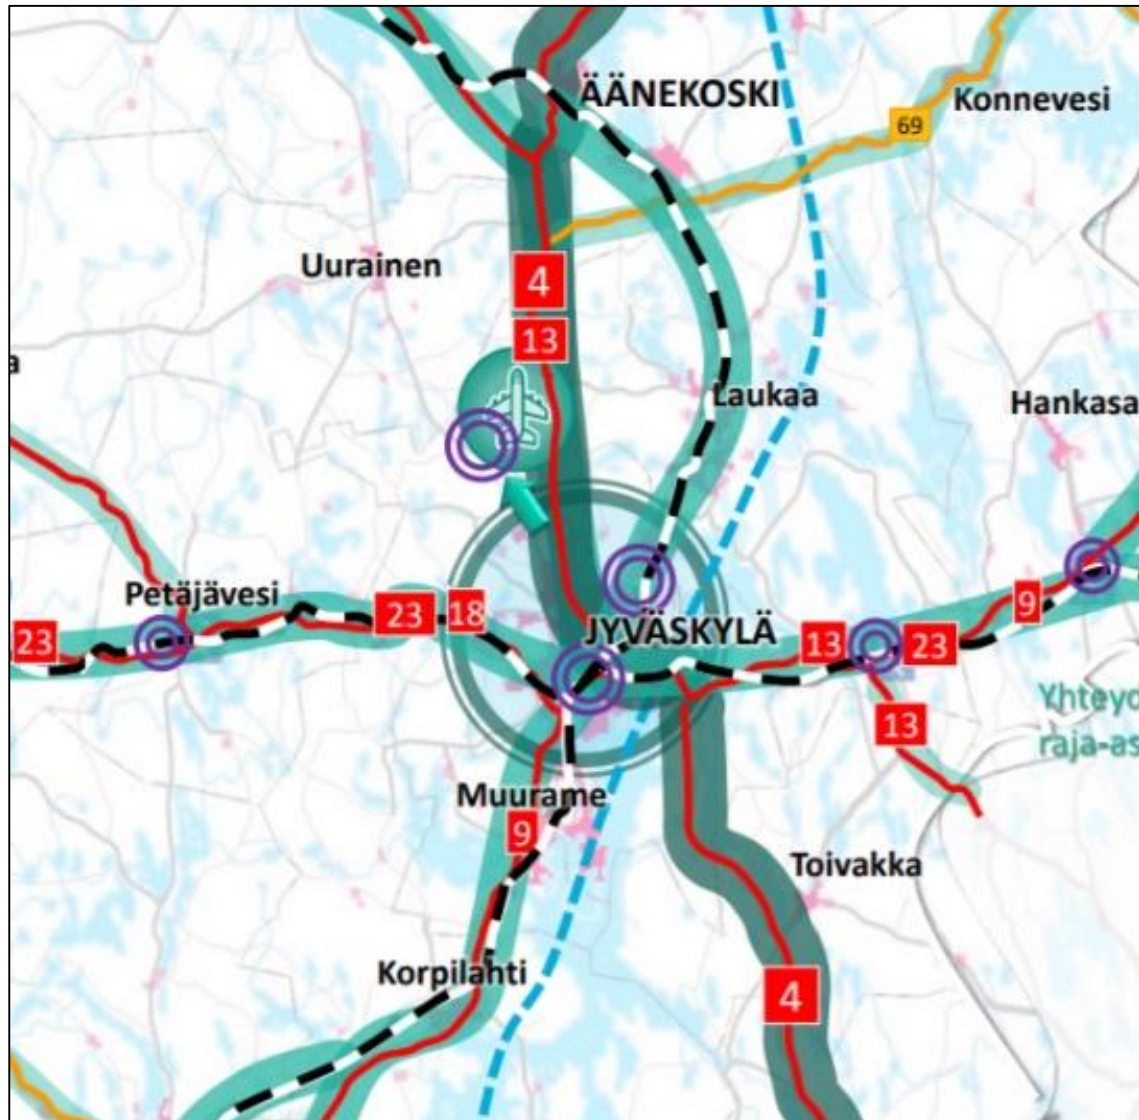 ÄÄNEKOSKI
Konnevesi
69
Uurainen
4
13
a
Laukaa
Hankasa
Petäjävesi
23
23
18
JYVÄSKYLÄ
13
23
9
13
Yhteyd
raja-as
Muurame
9
Toivakka
Korpilahti
4